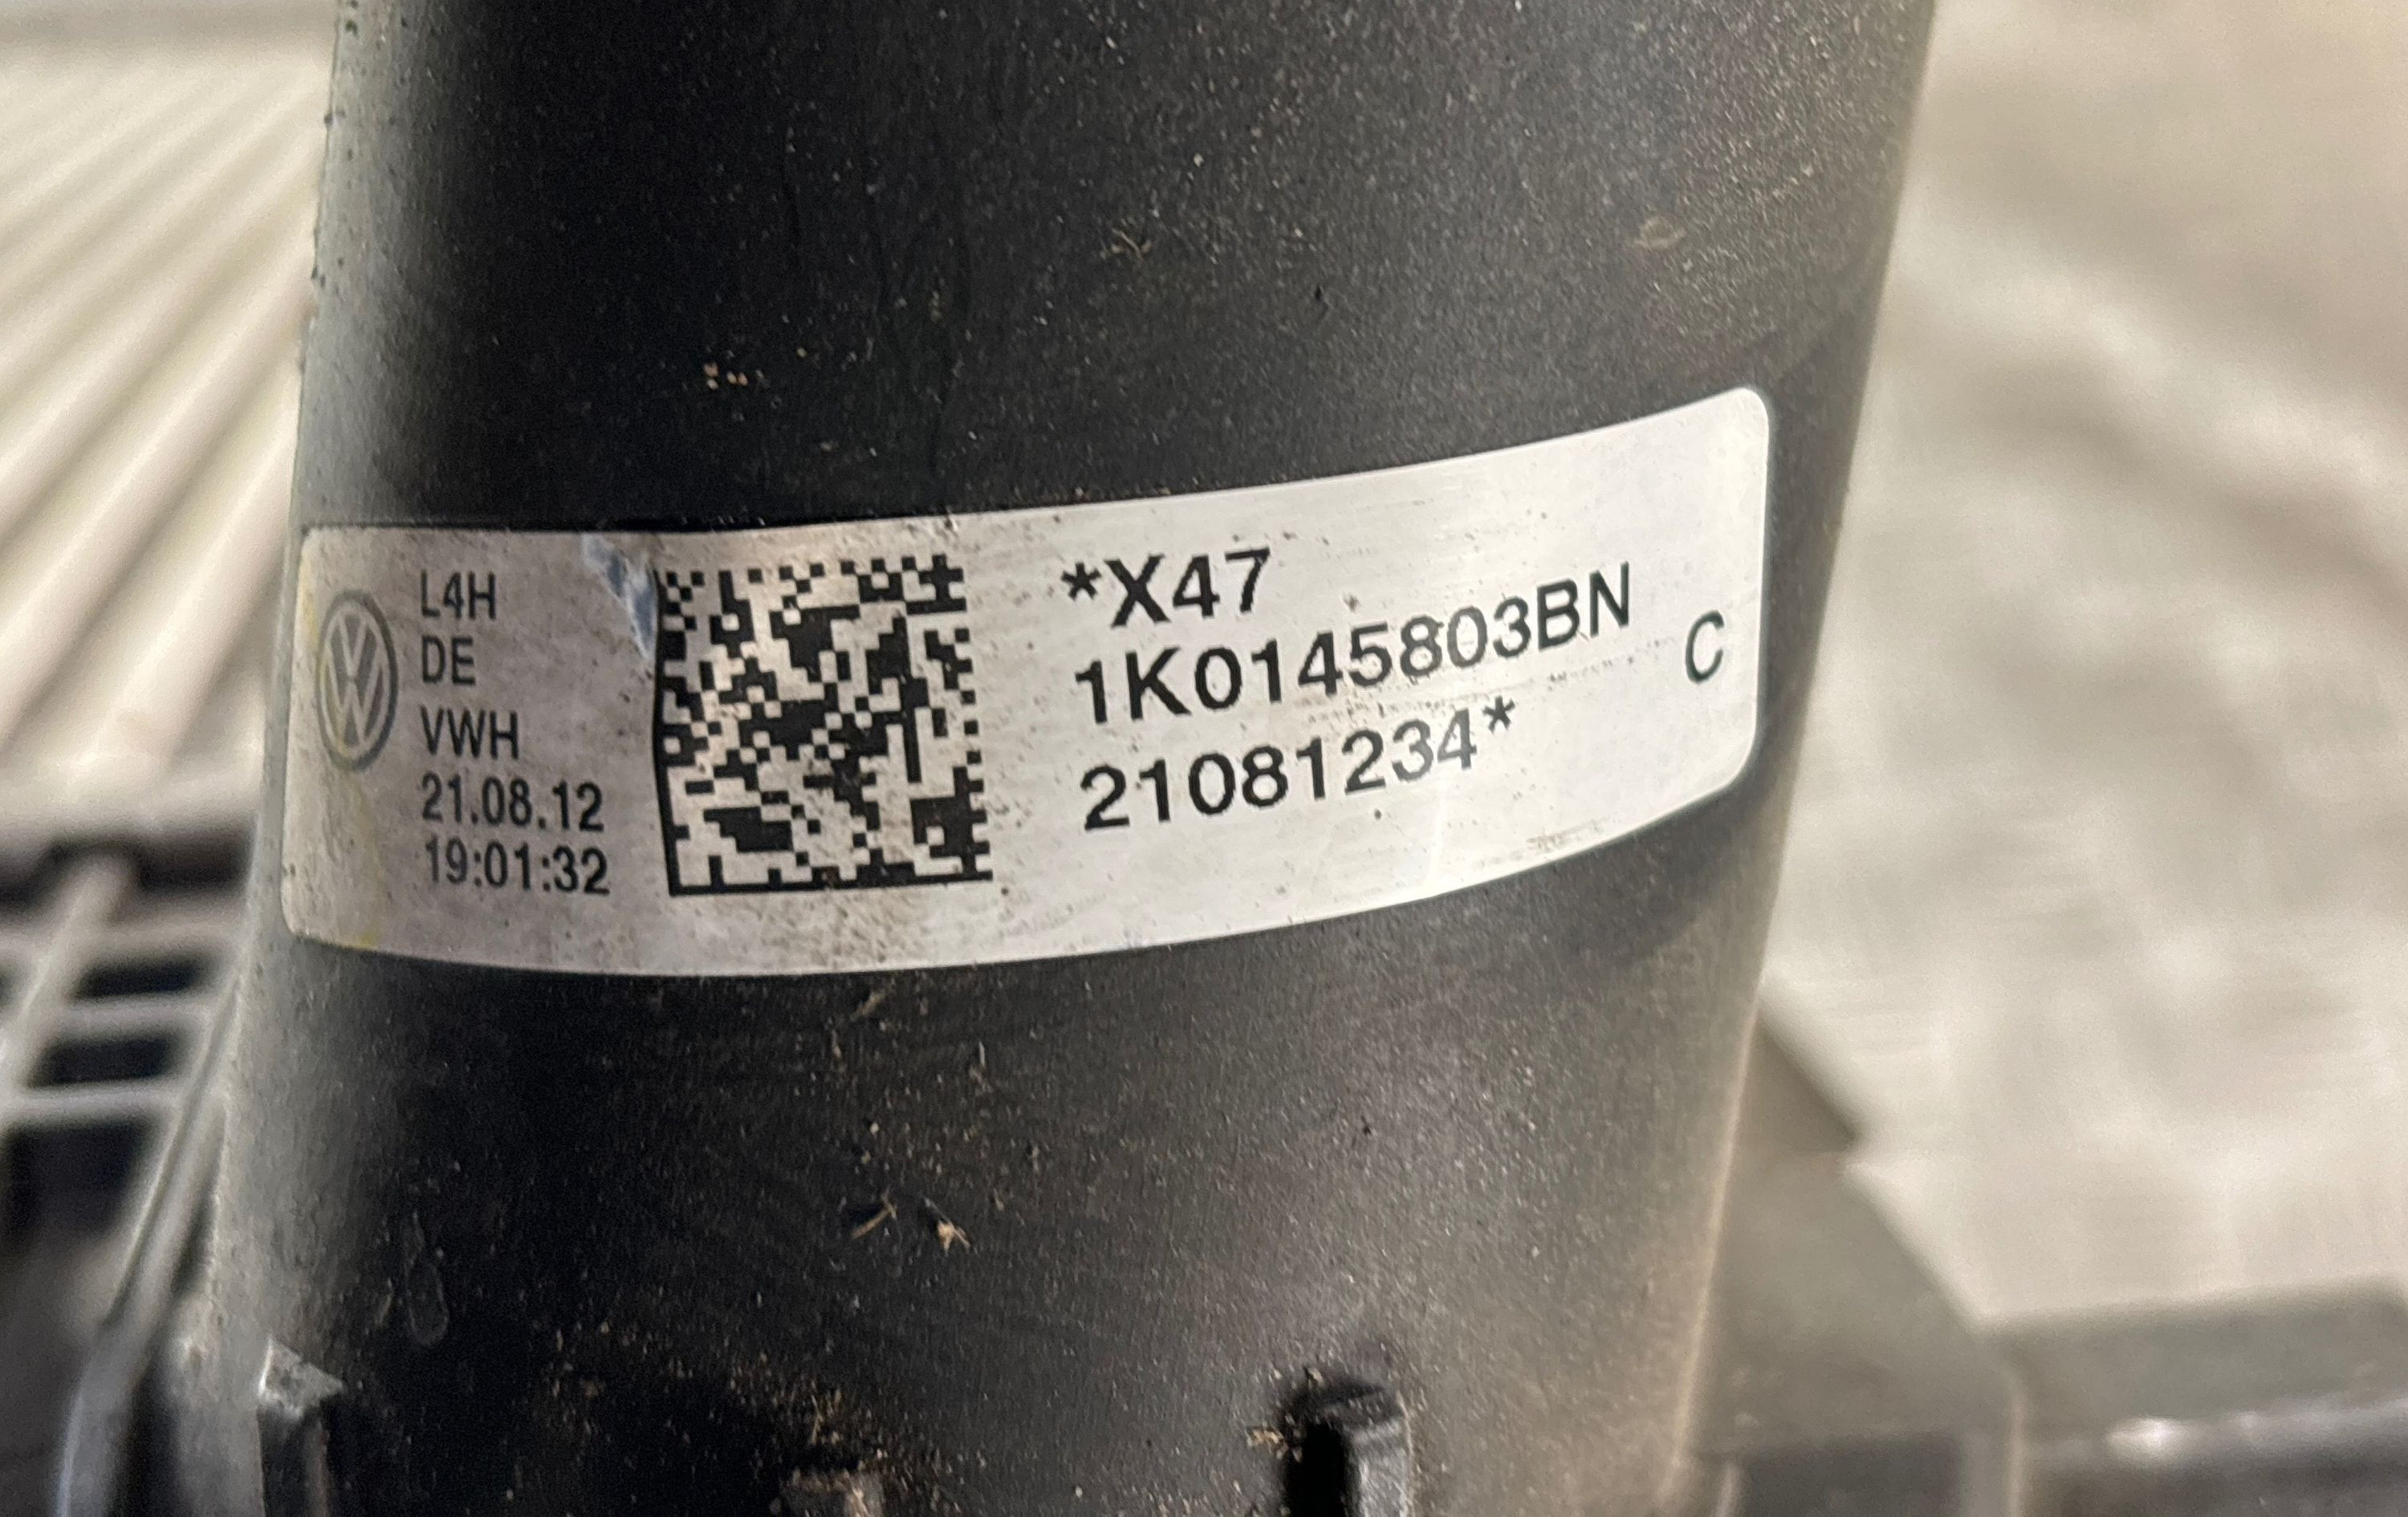 L4H
DE
VWH
21.08.12
19:01:32
*X47
1K0145803BN
21081234*
C